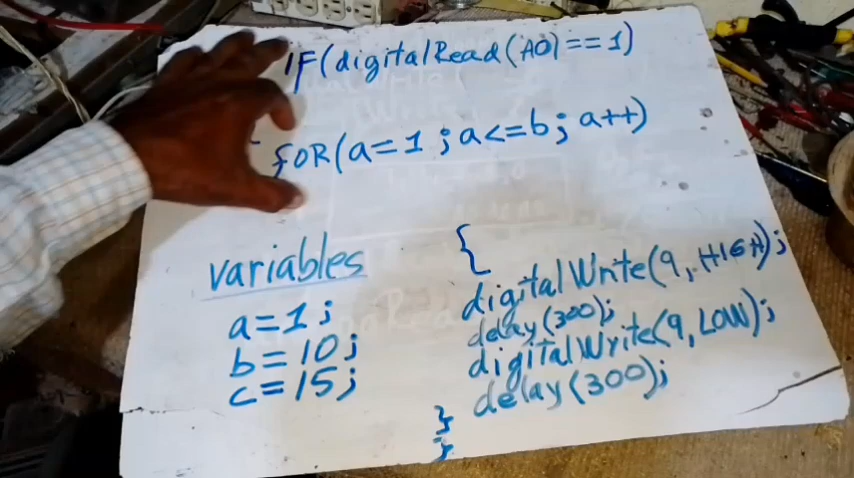 iF(digitalRead(A0)==1)
foR(a=1;a<=b; a++)
variables
a=1;
b=10;
c=15;
{
digitalWrite(9, HIGH);
delay(300);
digitalWrite(9, LOW);
delay(300);
}
}